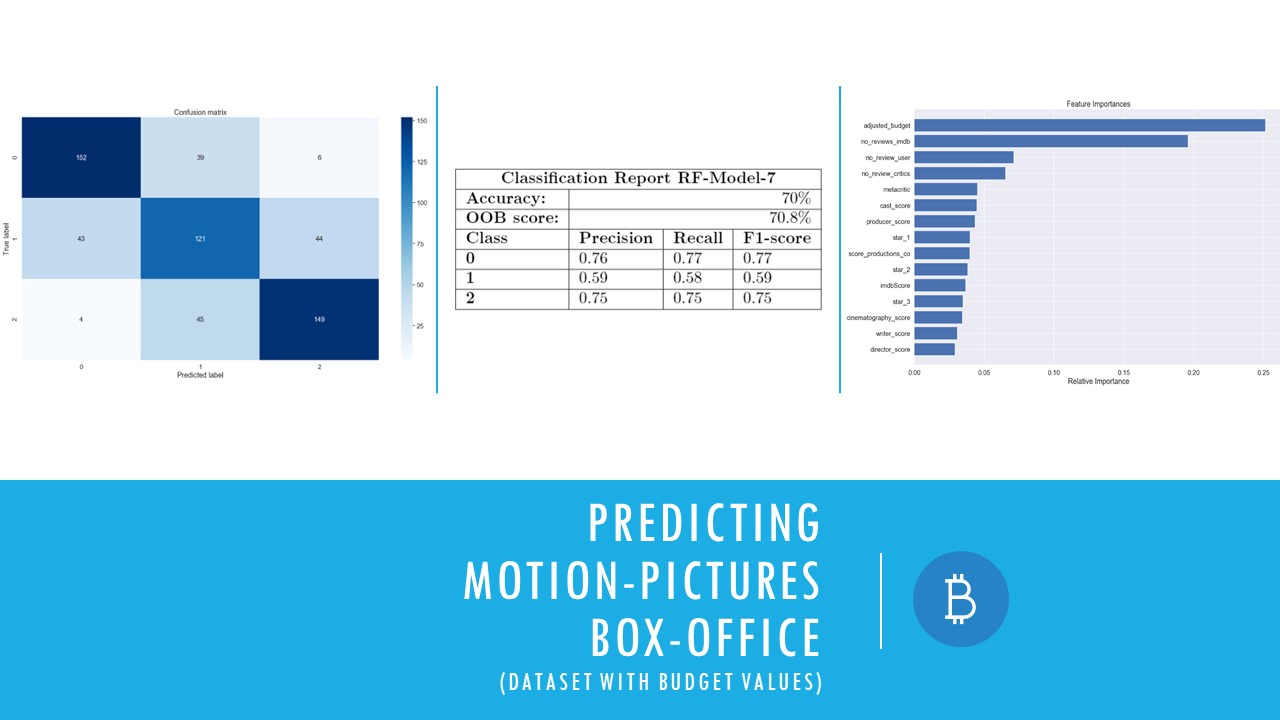 Confusion matrix
150
0
152
39
6
125
100
True label
1
43
121
44
75
50
2
4
45
149
25
0
1
2
Predicted label
Classification Report RF-Model-7
Accuracy: 70%
OOB score: 70.8%
Class Precision Recall F1-score
0 0.76 0.77 0.77
1 0.59 0.58 0.59
2 0.75 0.75 0.75
Feature Importances
adjusted_budget
no_reviews_imdb
no_review_user
no_review_critics
metacritic
cast_score
producer_score
star_1
score_productions_co
star_2
imdbScore
star_3
cinematography_score
writer_score
director_score
0.00 0.05 0.10 0.15 0.20 0.25
Relative Importance
PREDICTING
MOTION-PICTURES
BOX-OFFICE
(DATASET WITH BUDGET VALUES)